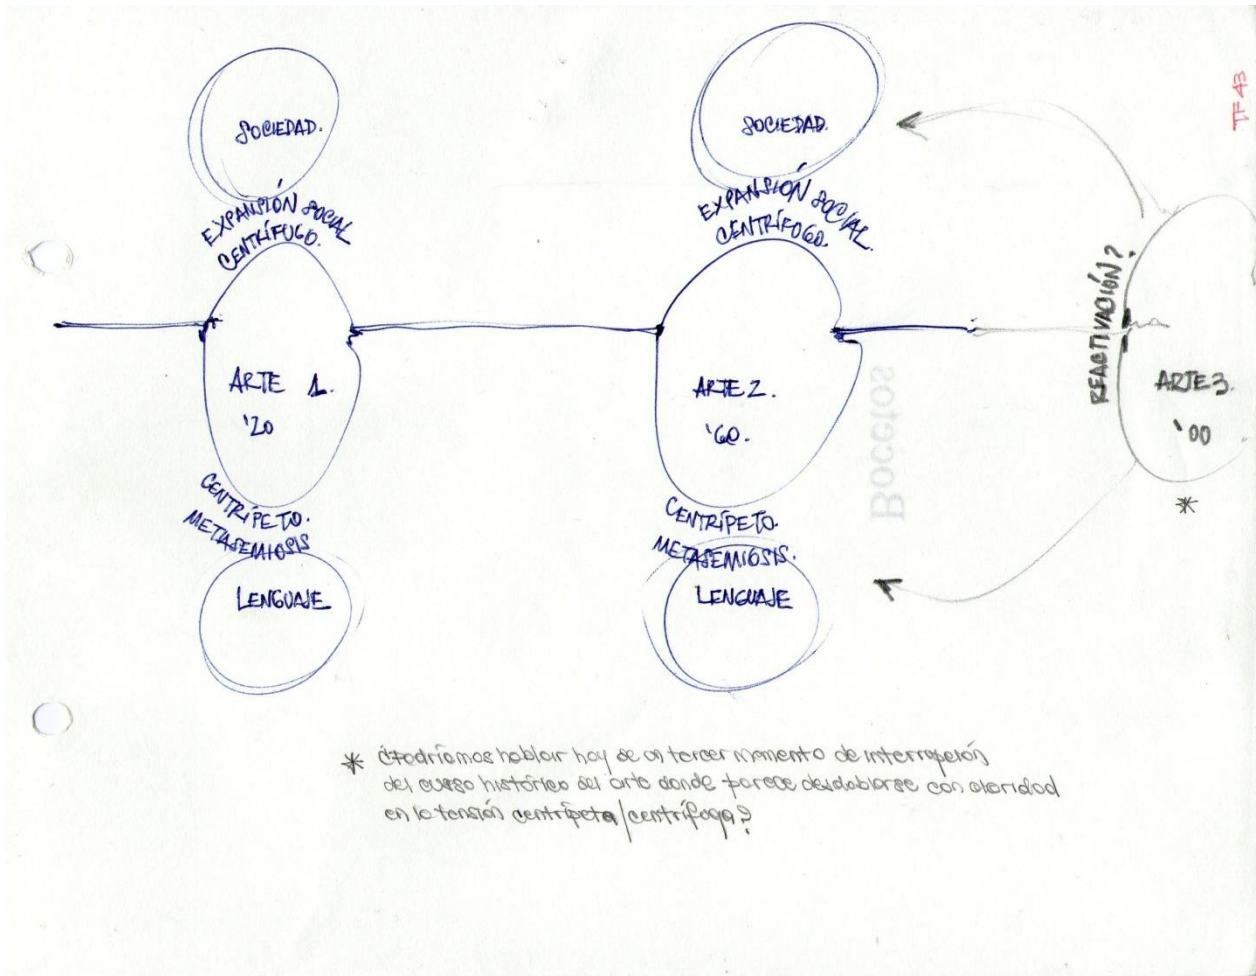 TF 43
SOCIEDAD.
EXPANSIÓN SOCIAL
CENTRÍFUGO.
ARTE 1.
'20
CENTRÍPETO.
METASEMIOSIS
LENGUAJE
SOCIEDAD.
EXPANSIÓN SOCIAL
CENTRÍFUGO.
ARTE 2.
'60.
CENTRÍPETO.
METASEMIOSIS.
LENGUAJE
Bocetos
REACTIVACIÓN?
ARTE 3.
'00
*
* ¿Podríamos hablar hoy de un tercer momento de interrupción
del curso histórico del arte donde parece desdoblarse con claridad
en la tensión centrípeta/centrífuga?